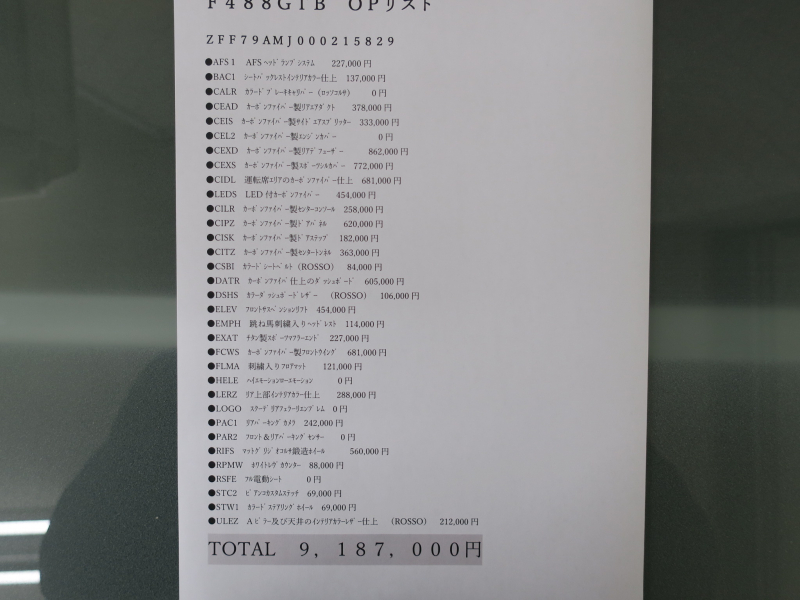 F488GTB OPリスト
ZFF79AMJ000215829
●AFS1 AFSヘッドランプシステム 227,000円
●BAC1 シートバックレストインテリアカラー仕上 137,000円
●CALR カラードブレーキキャリパー（ロッソコルサ） 0円
●CEAD カーボンファイバー製リアエアダクト 378,000円
●CEIS カーボンファイバー製サイドエアスプリッター 333,000円
●CEL2 カーボンファイバー製エンジンカバー 0円
●CEXD カーボンファイバー製リアデフューザー 862,000円
●CEXS カーボンファイバー製スポーツシルカバー 772,000円
●CIDL 運転席エリアのカーボンファイバー仕上 681,000円
●LEDS LED付カーボンファイバー 454,000円
●CILR カーボンファイバー製センターコンソール 258,000円
●CIPZ カーボンファイバー製ドアパネル 620,000円
●CISK カーボンファイバー製ドアステップ 182,000円
●CITZ カーボンファイバー製センタートンネル 363,000円
●CSBI カラードシートベルト（ROSSO） 84,000円
●DATR カーボンファイバ仕上のダッシュボード 605,000円
●DSHS カラーダッシュボードレザー （ROSSO） 106,000円
●ELEV フロントサスペンションリフト 454,000円
●EMPH 跳ね馬刺繍入りヘッドレスト 114,000円
●EXAT チタン製スポーツマフラーエンド 227,000円
●FCWS カーボンファイバー製フロントウイング 681,000円
●FLMA 刺繍入りフロアマット 121,000円
●HELE ハイエモーションローエモーション 0円
●LERZ リア上部インテリアカラー仕上 288,000円
●LOGO スクーデリアフェラーリエンブレム 0円
●PAC1 リアパーキングカメラ 242,000円
●PAR2 フロント＆リアパーキングセンサー 0円
●RIFS マットグリジオコルサ鍛造ホイール 560,000円
●RPMW ホワイトレヴカウンター 88,000円
●RSFE フル電動シート 0円
●STC2 ビアンコカスタムステッチ 69,000円
●STW1 カラードステアリングホイール 69,000円
●ULEZ Aピラー及び天井のインテリアカラーレザー仕上 （ROSSO） 212,000円
TOTAL 9,187,000円